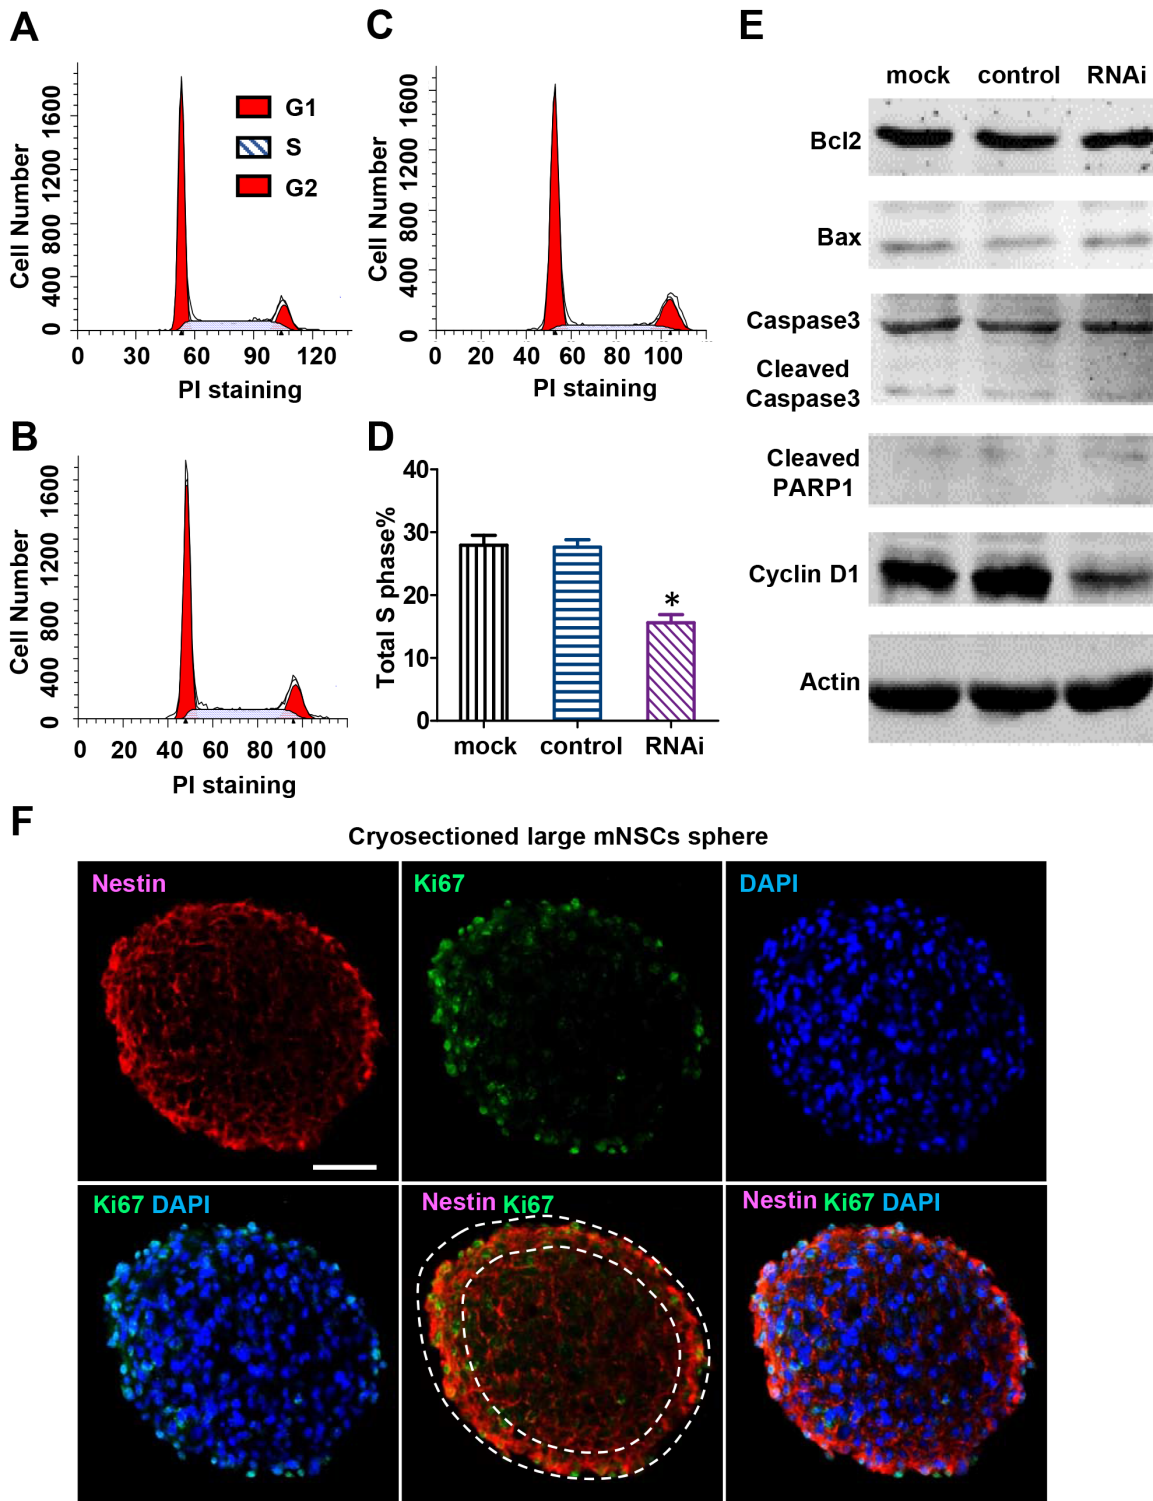 A
1600
1200
800
400
0
Cell Number
G1
S
G2
0 30 60 90 120
PI staining
C
1600
1200
800
400
0
Cell Number
0 20 40 60 80 100
PI staining
B
1600
1200
800
400
0
Cell Number
0 20 40 60 80 100
PI staining
D
40
30
20
10
0
Total S phase%
*
mock control RNAi
E
mock control RNAi
Bcl2
Bax
Caspase3
Cleaved
Caspase3
Cleaved
PARP1
Cyclin D1
Actin
F
Cryosectioned large mNSCs sphere
Nestin
Ki67
DAPI
Ki67 DAPI
Nestin Ki67
Nestin Ki67 DAPI